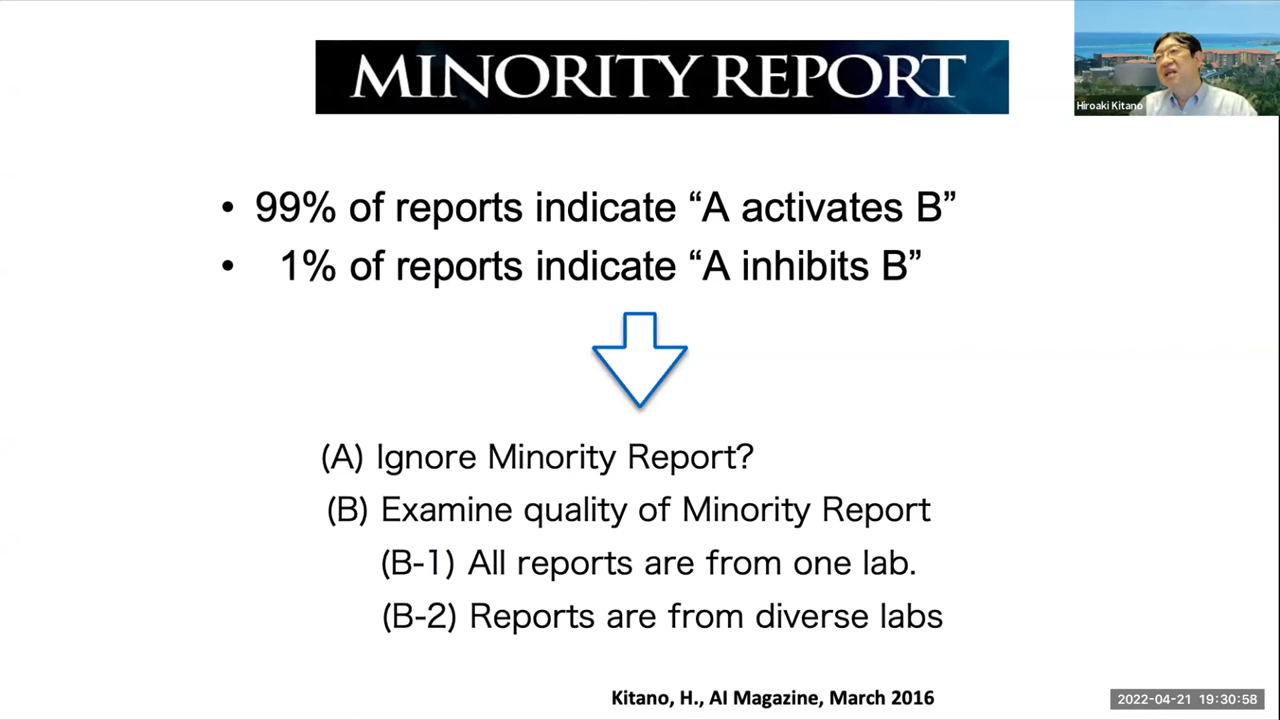 MINORITY REPORT
Hiroaki Kitano
• 99% of reports indicate “A activates B”
• 1% of reports indicate “A inhibits B”
(A) Ignore Minority Report?
(B) Examine quality of Minority Report
(B-1) All reports are from one lab.
(B-2) Reports are from diverse labs
Kitano, H., AI Magazine, March 2016
2022-04-21 19:30:58